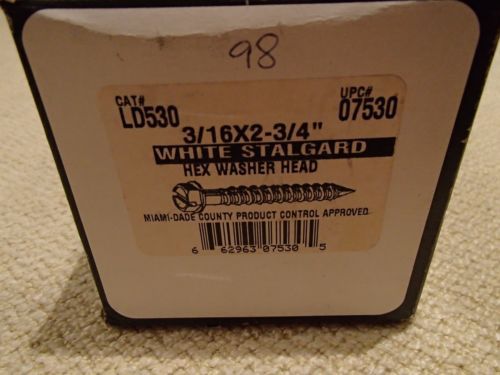 98
CAT# UPC#
LD530 07530
3/16X2-3/4"
WHITE STALGARD
HEX WASHER HEAD
MIAMI-DADE COUNTY PRODUCT CONTROL APPROVED
6 62963 07530 5